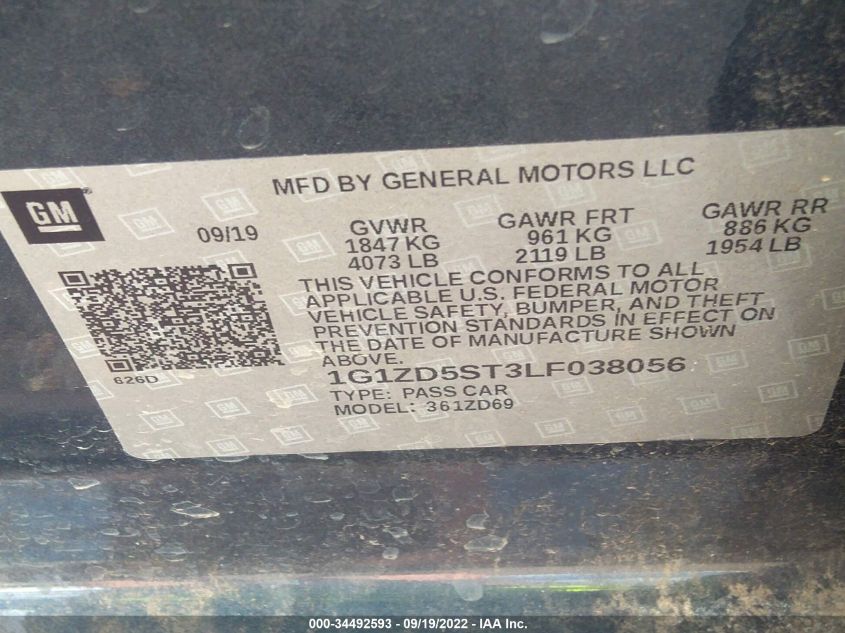 GM
MFD BY GENERAL MOTORS LLC
09/19
GVWR
1847 KG
4073 LB
GAWR FRT
961 KG
2119 LB
GAWR RR
886 KG
1954 LB
THIS VEHICLE CONFORMS TO ALL
APPLICABLE U.S. FEDERAL MOTOR
VEHICLE SAFETY, BUMPER, AND THEFT
PREVENTION STANDARDS IN EFFECT ON
THE DATE OF MANUFACTURE SHOWN
ABOVE.
626D
1G1ZD5ST3LF038056
TYPE: PASS CAR
MODEL: 361ZD69
000-34492593 - 09/19/2022 - IAA Inc.